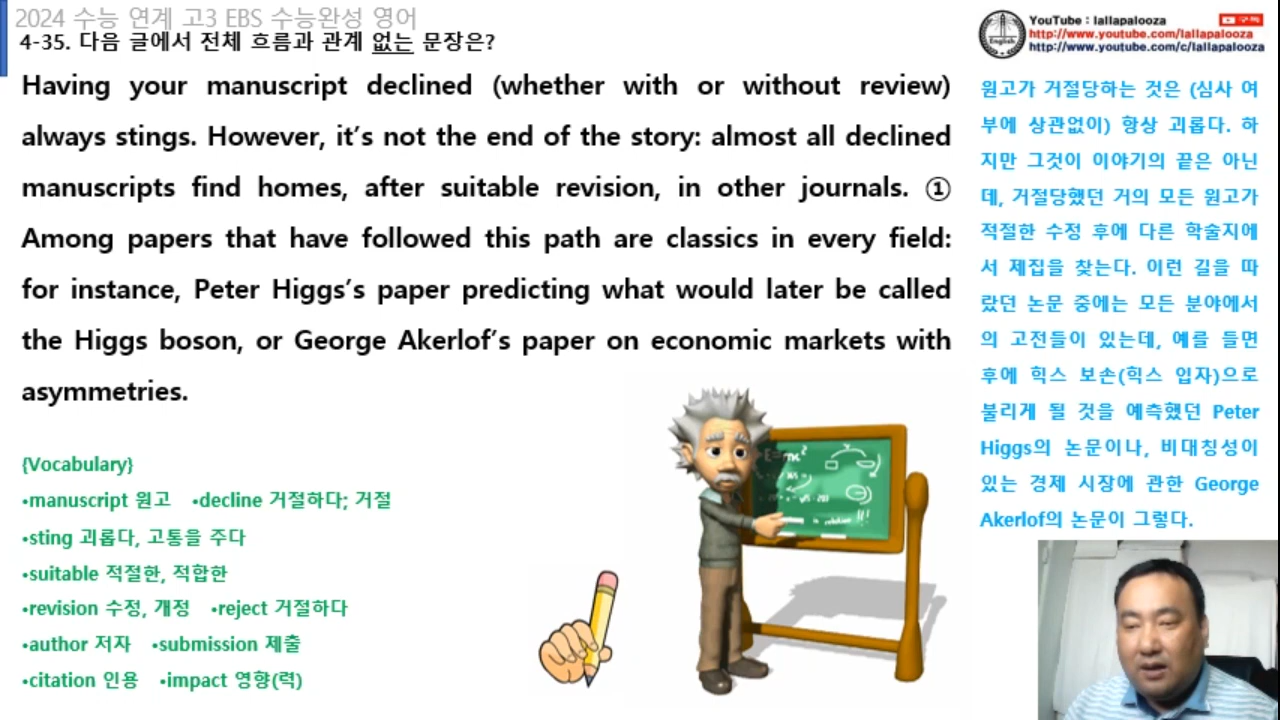 2024 수능 연계 고3 EBS 수능완성 영어
4-35. 다음 글에서 전체 흐름과 관계 없는 문장은?
Having your manuscript declined (whether with or without review)
always stings. However, it's not the end of the story: almost all declined
manuscripts find homes, after suitable revision, in other journals. ①
Among papers that have followed this path are classics in every field:
for instance, Peter Higgs's paper predicting what would later be called
the Higgs boson, or George Akerlof's paper on economic markets with
asymmetries.
{Vocabulary}
•manuscript 원고 •decline 거절하다; 거절
•sting 괴롭다, 고통을 주다
•suitable 적절한, 적합한
•revision 수정, 개정 •reject 거절하다
•author 저자 •submission 제출
•citation 인용 •impact 영향(력)
YouTube : lallapalooza
구독
http://www.youtube.com/lallapalooza
http://www.youtube.com/c/lallapalooza
English
원고가 거절당하는 것은 (심사 여
부에 상관없이) 항상 괴롭다. 하
지만 그것이 이야기의 끝은 아닌
데, 거절당했던 거의 모든 원고가
적절한 수정 후에 다른 학술지에
서 제집을 찾는다. 이런 길을 따
랐던 논문 중에는 모든 분야에서
의 고전들이 있는데, 예를 들면
후에 힉스 보손(힉스 입자)으로
불리게 될 것을 예측했던 Peter
Higgs의 논문이나, 비대칭성이
있는 경제 시장에 관한 George
Akerlof의 논문이 그렇다.